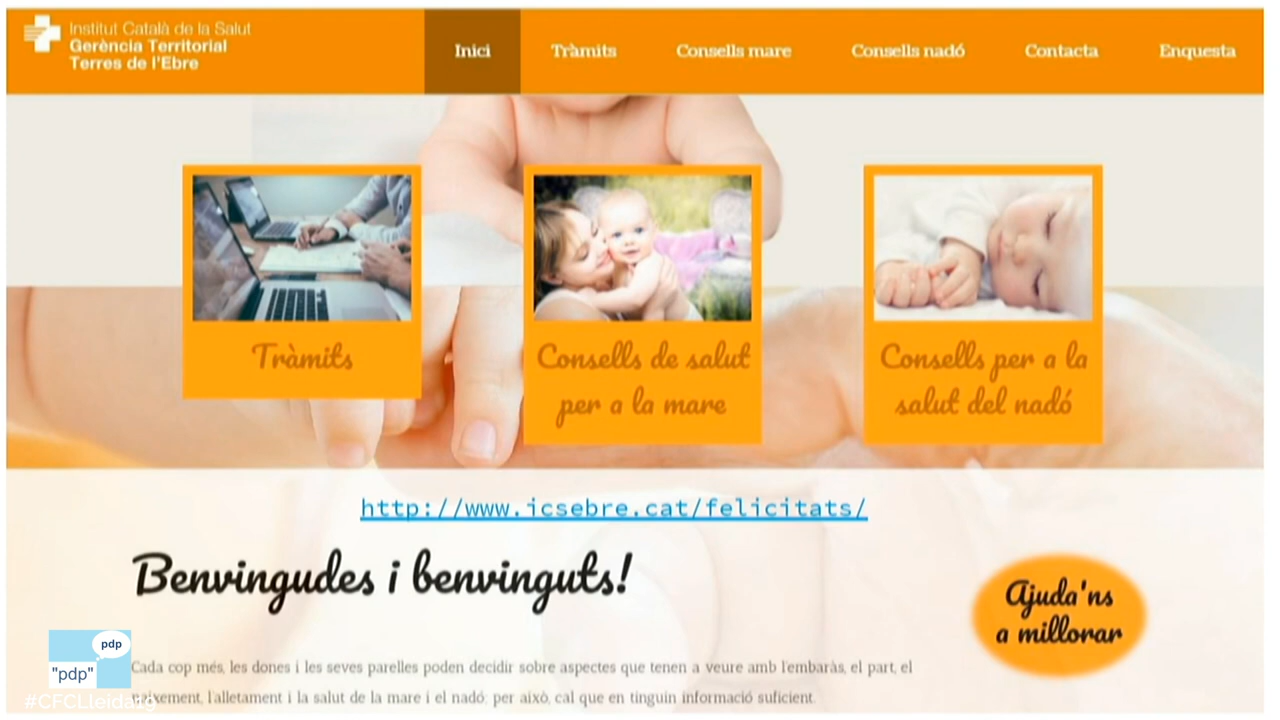 Institut Català de la Salut
Gerència Territorial
Terres de l'Ebre
Inici
Tràmits
Consells mare
Consells nadó
Contacta
Enquesta
Tràmits
Consells de salut
per a la mare
Consells per a la
salut del nadó
http://www.icsebre.cat/felicitats/
Benvingudes i benvinguts!
Ajuda'ns
a millorar
pdp
"pdp"
Cada cop més, les dones i les seves parelles poden decidir sobre aspectes que tenen a veure amb l'embaràs, el part, el
l'alletament i la salut de la mare i el nadó; per això, cal que en tinguin informació suficient.
#CFCLleida19